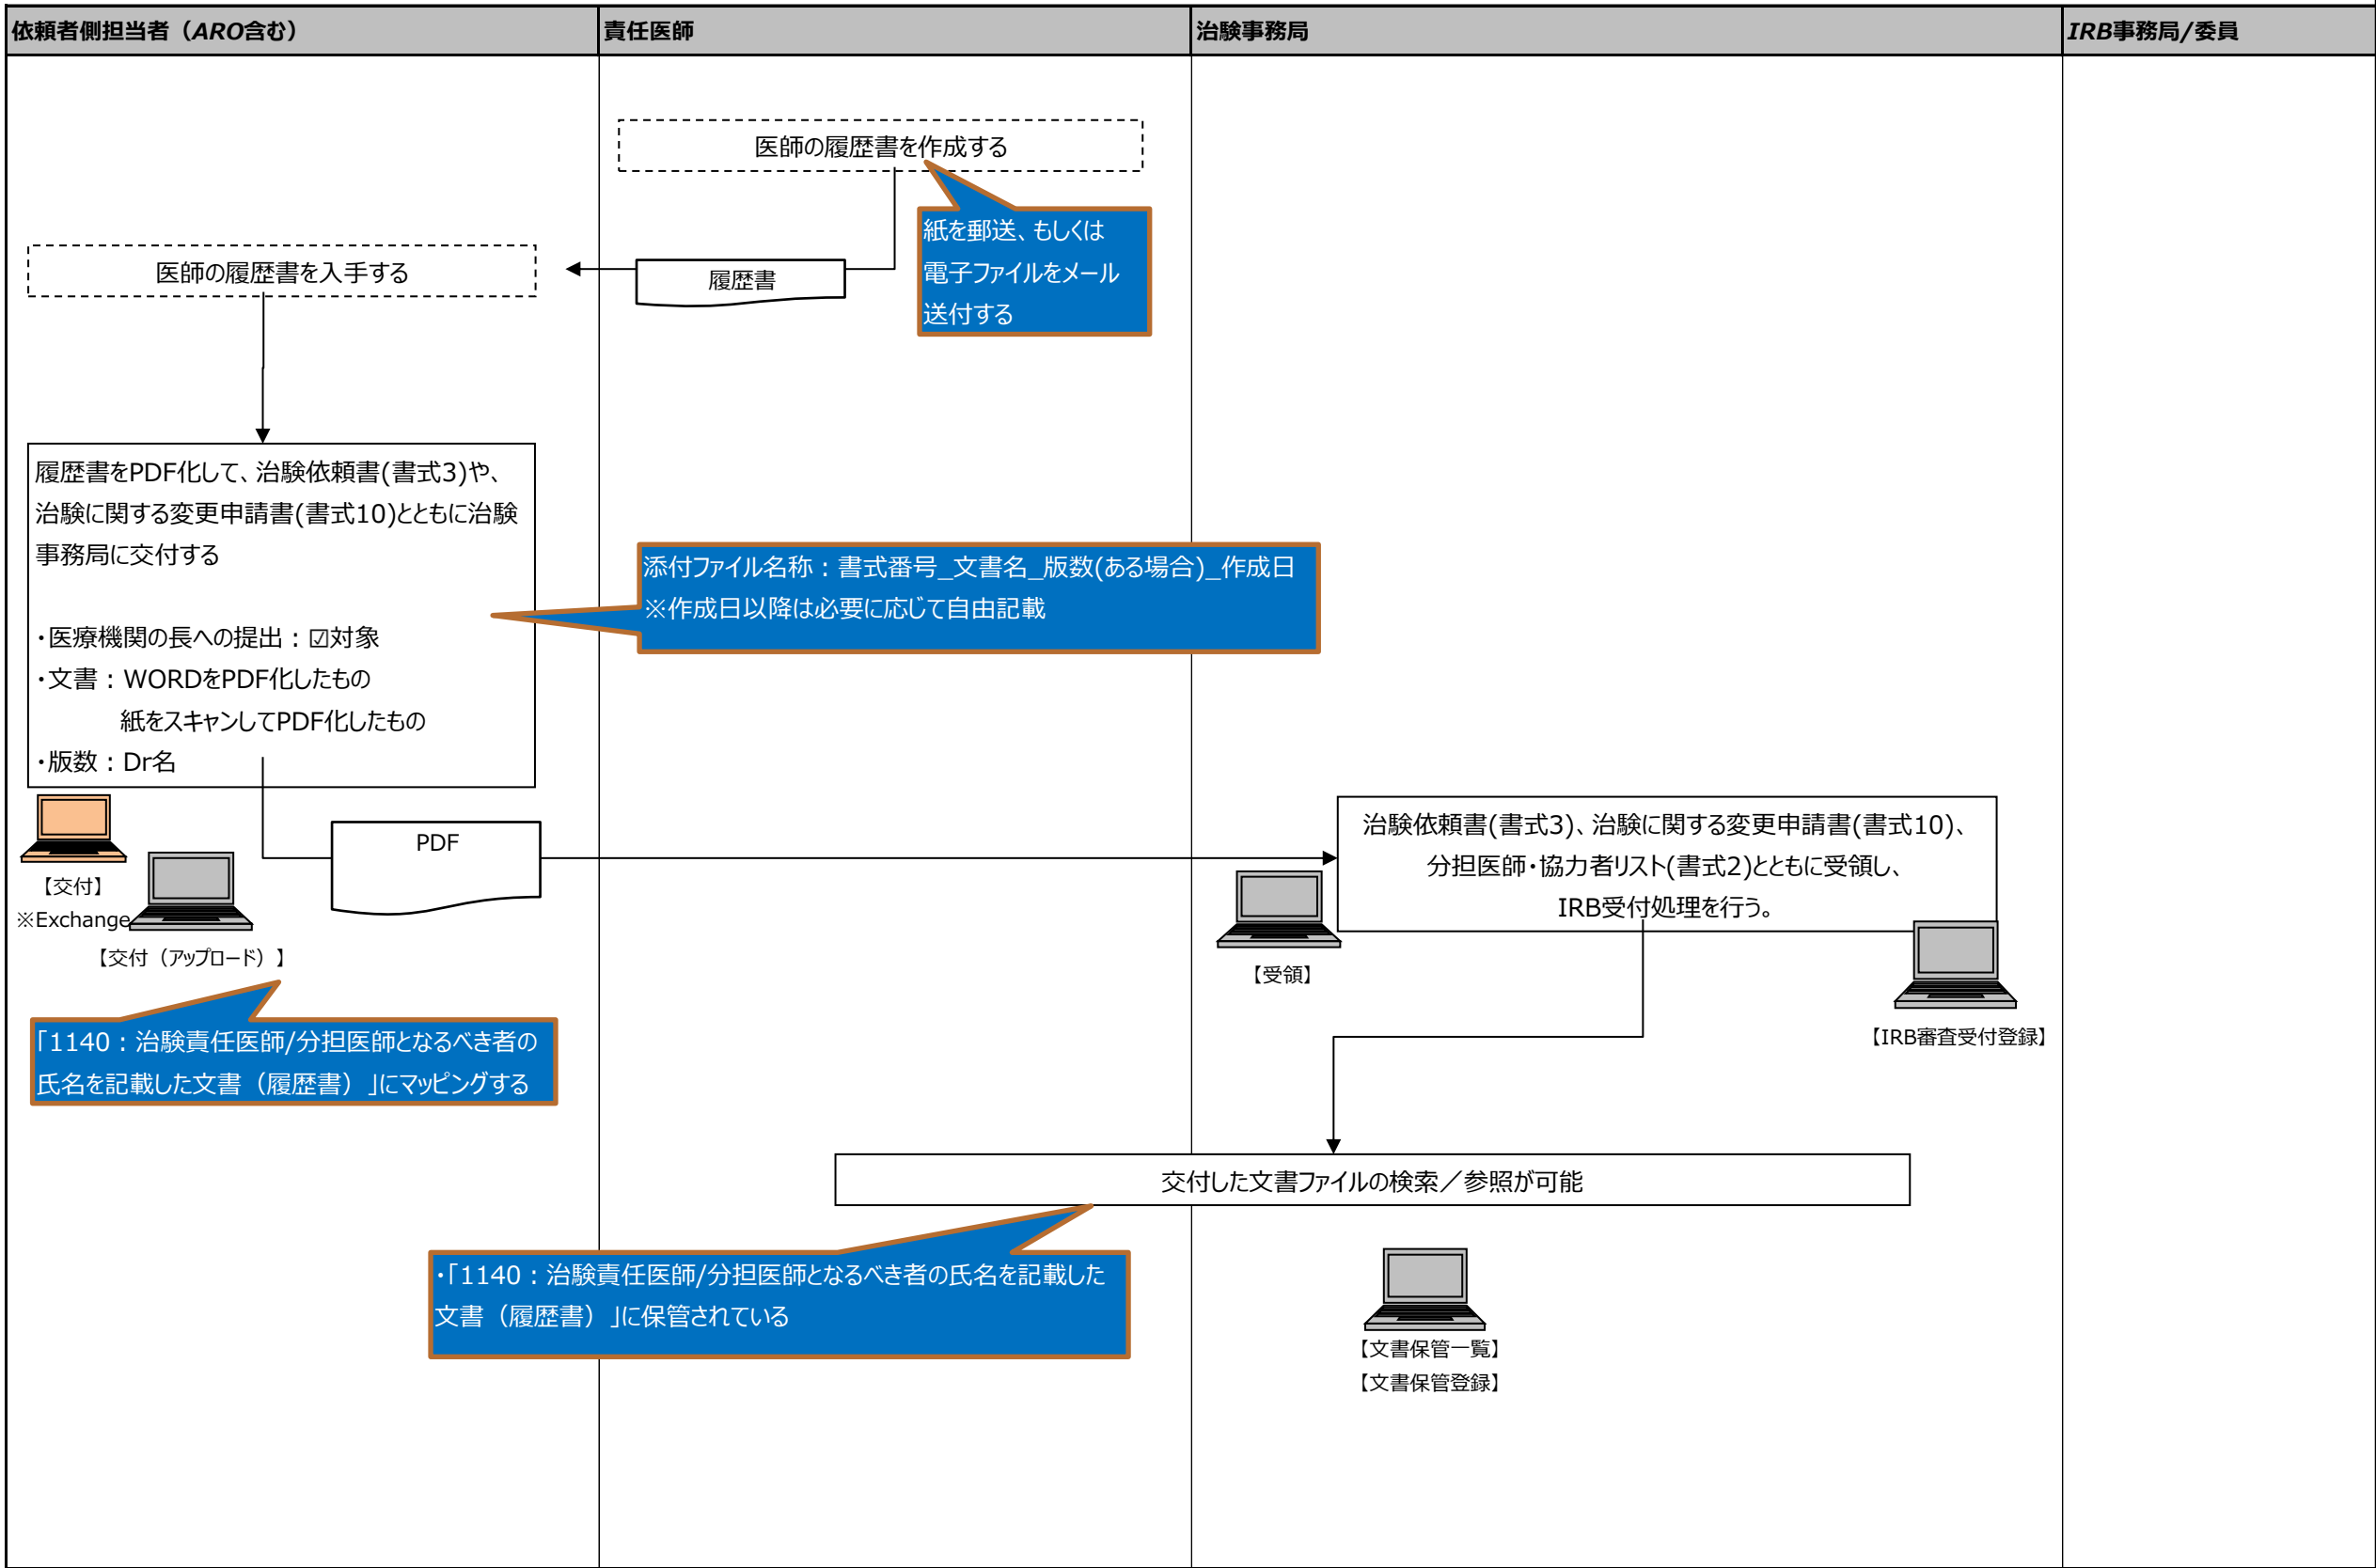 依頼者側担当者（ARO含む）
責任医師
治験事務局
IRB事務局/委員
医師の履歴書を作成する
紙を郵送、もしくは
電子ファイルをメール
送付する
医師の履歴書を入手する
履歴書
履歴書をPDF化して、治験依頼書(書式3)や、
治験に関する変更申請書(書式10)とともに治験
事務局に交付する
・医療機関の長への提出：☑対象
・文書：WORDをPDF化したもの
紙をスキャンしてPDF化したもの
・版数：Dr名
添付ファイル名称：書式番号_文書名_版数(ある場合)_作成日
※作成日以降は必要に応じて自由記載
PDF
【交付】
※Exchange
【交付（アップロード）】
治験依頼書(書式3)、治験に関する変更申請書(書式10)、
分担医師・協力者リスト(書式2)とともに受領し、
IRB受付処理を行う。
【受領】
【IRB審査受付登録】
「1140：治験責任医師/分担医師となるべき者の
氏名を記載した文書（履歴書）」にマッピングする
交付した文書ファイルの検索／参照が可能
・「1140：治験責任医師/分担医師となるべき者の氏名を記載した
文書（履歴書）」に保管されている
【文書保管一覧】
【文書保管登録】